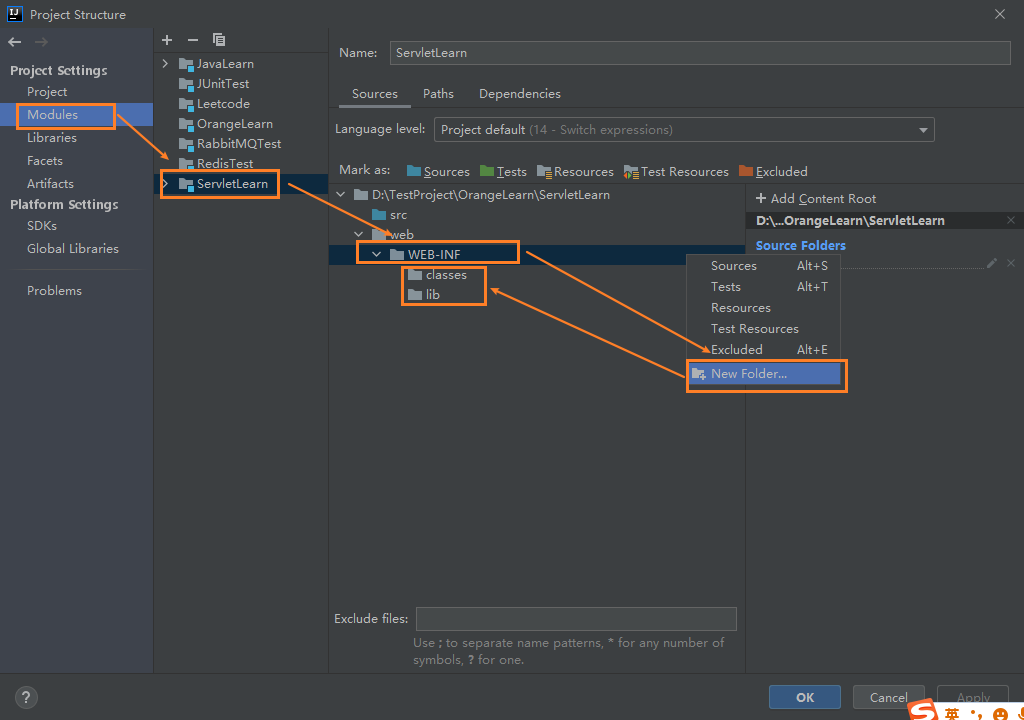 Project Structure
Project Settings
Project
Modules
Libraries
Facets
Artifacts
Platform Settings
SDKs
Global Libraries
Problems
JavaLearn
JUnitTest
Leetcode
OrangeLearn
RabbitMQTest
RedisTest
ServletLearn
Name: ServletLearn
Sources Paths Dependencies
Language level: Project default (14 - Switch expressions)
Mark as: Sources Tests Resources Test Resources Excluded
D:\TestProject\OrangeLearn\ServletLearn
src
web
WEB-INF
classes
lib
+ Add Content Root
D:\...OrangeLearn\ServletLearn
Source Folders
Sources Alt+S
Tests Alt+T
Resources
Test Resources
Excluded Alt+E
New Folder...
Exclude files:
Use ; to separate name patterns, * for any number of
symbols, ? for one.
?
OK Cancel Apply
英